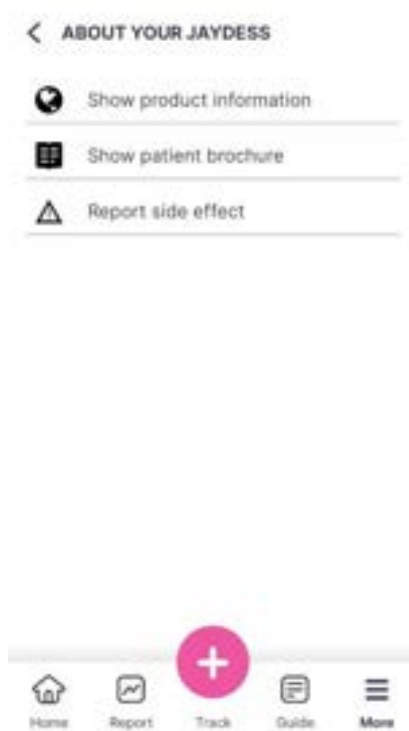 ABOUT YOUR JAYDESS
Show product information
Show patient brochure
Report side effect
Home Report Track Guide More